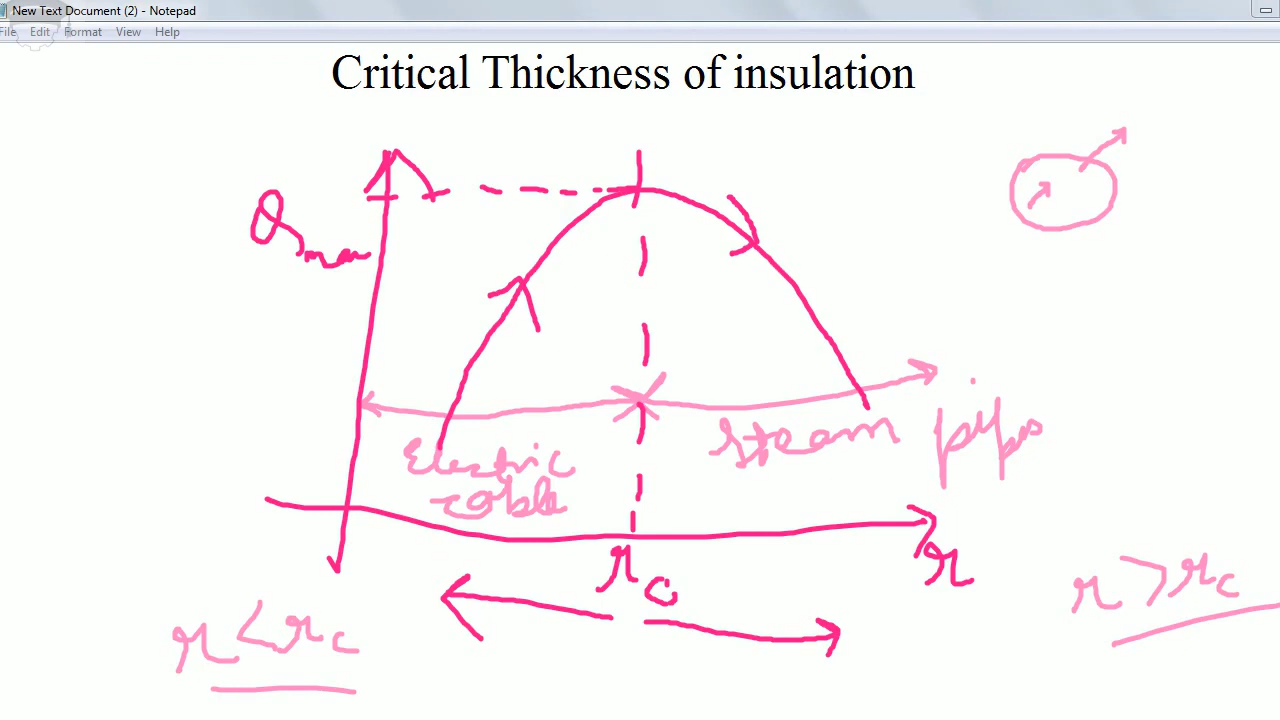 New Text Document (2) - Notepad
File Edit Format View Help
Critical Thickness of insulation
Qmax
Electric
cable
steam pipes
rc
r
r<rc
r>rc